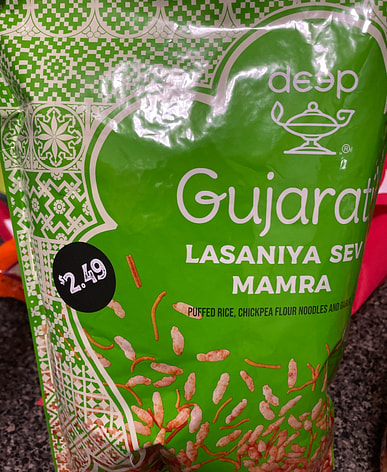 deep
®
Gujarati
LASANIYA SEV
MAMRA
$2.49
PUFFED RICE, CHICKPEA FLOUR NOODLES AND